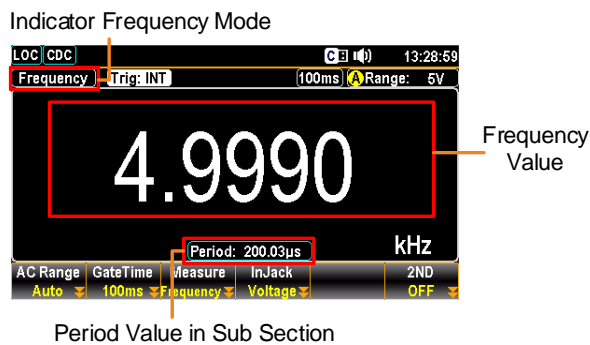 Indicator Frequency Mode
LOC CDC C 13:28:59
Frequency Trig: INT 100ms A Range: 5V
4.9990
Frequency
Value
Period: 200.03µs kHz
AC Range GateTime Measure InJack 2ND
Auto 100ms Frequency Voltage OFF
Period Value in Sub Section